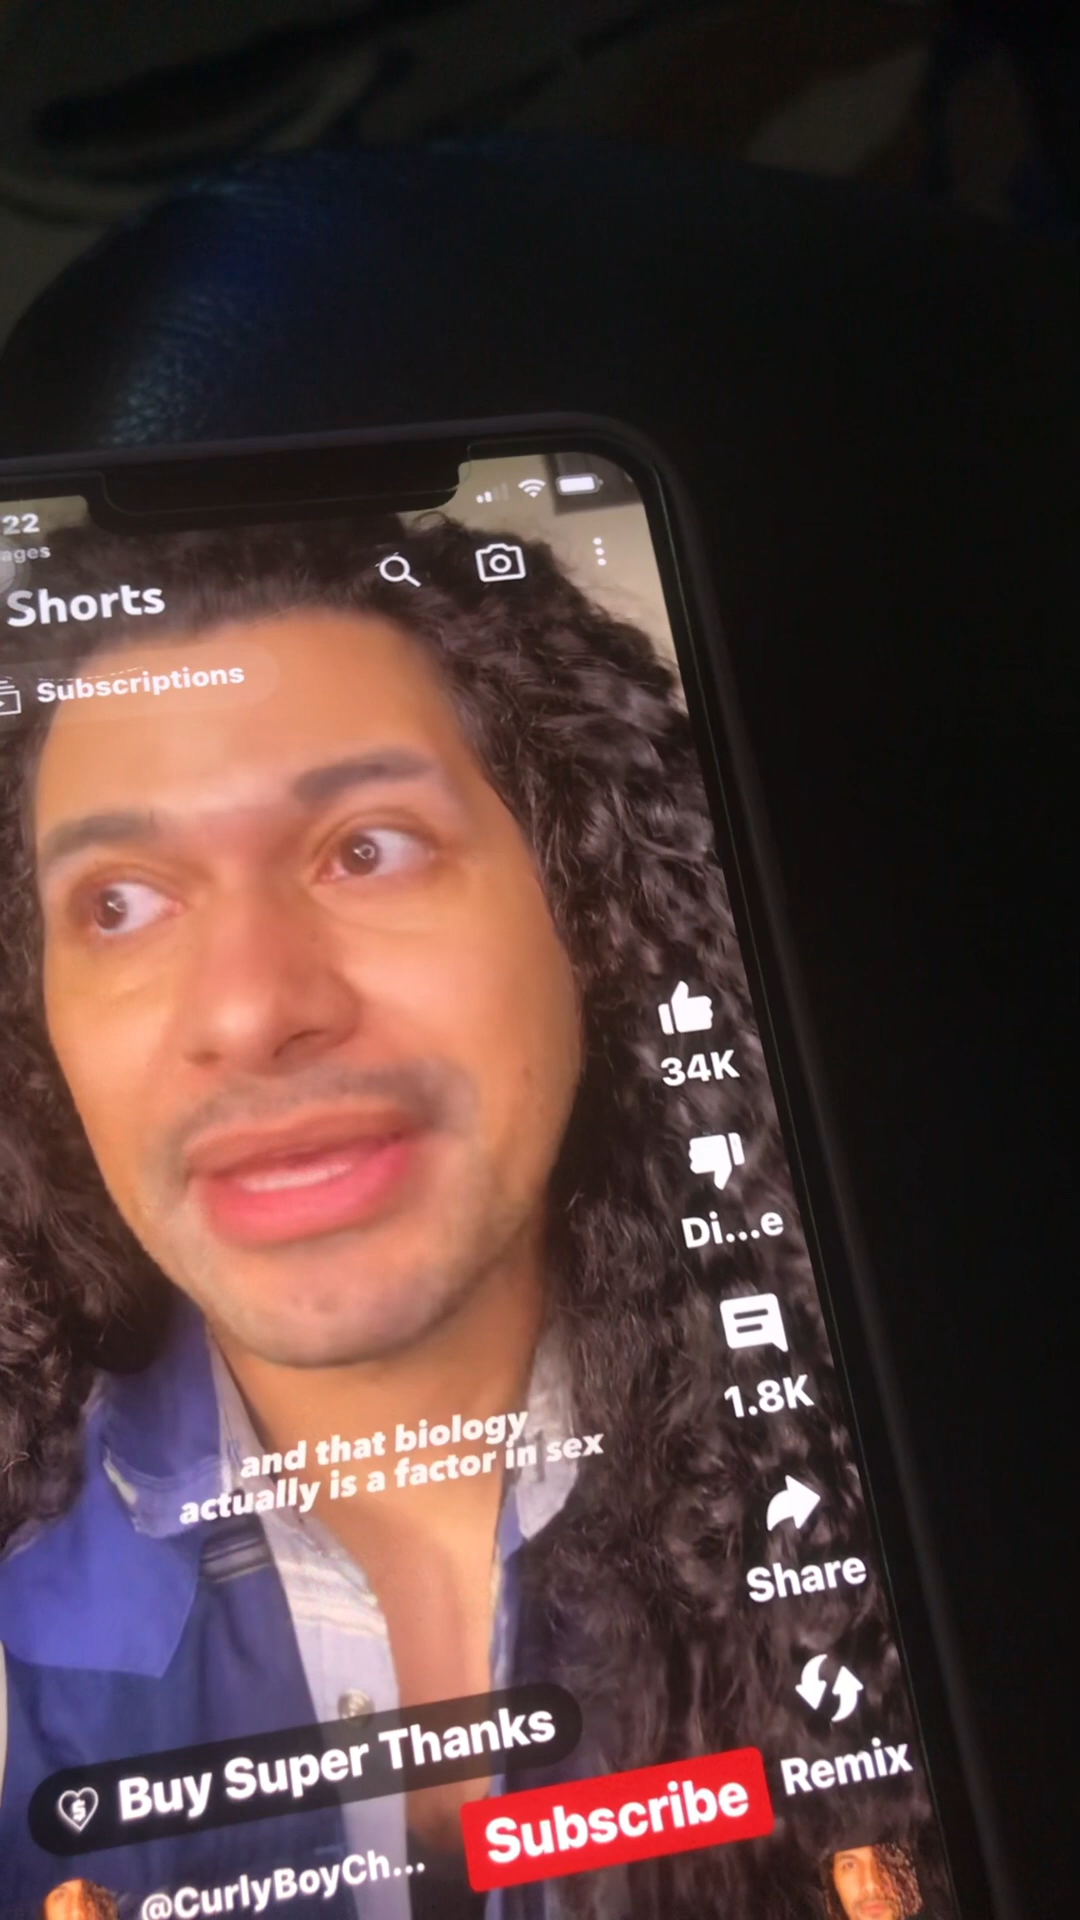 22
ages
Shorts
Subscriptions
34K
Di...e
1.8K
and that biology
actually is a factor in sex
Share
Buy Super Thanks
Remix
Subscribe
@CurlyBoyCh...